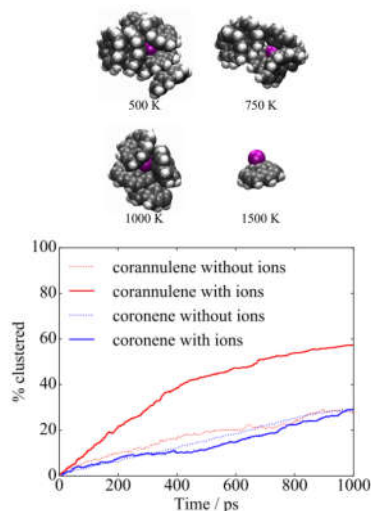 500 K
750 K
1000 K
1500 K
100
80
60
40
20
0
% clustered
corannulene without ions
corannulene with ions
coronene without ions
coronene with ions
0
200
400
600
800
1000
Time / ps